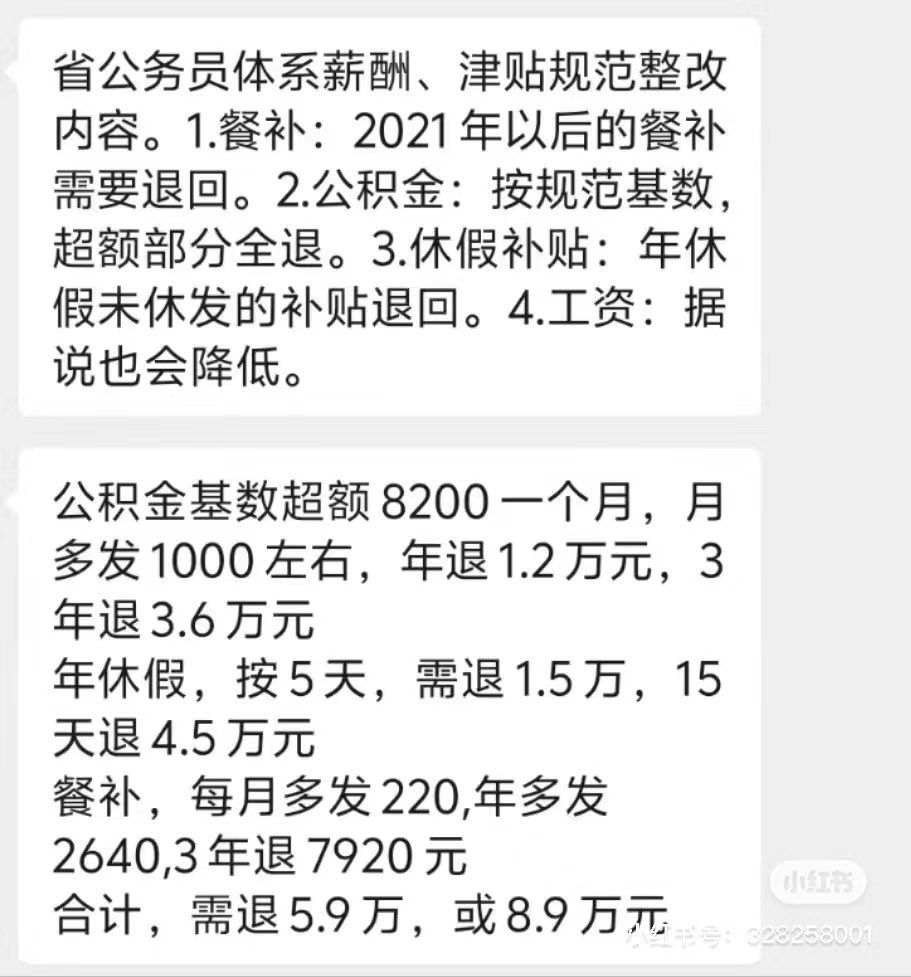 省公务员体系薪酬、津贴规范整改
内容。1.餐补：2021年以后的餐补
需要退回。2.公积金：按规范基数，
超额部分全退。3.休假补贴：年休
假未休发的补贴退回。4.工资：据
说也会降低。
公积金基数超额8200一个月，月
多发1000左右，年退1.2万元，3
年退3.6万元
年休假，按5天，需退1.5万，15
天退4.5万元
餐补，每月多发220,年多发
2640,3年退7920元
合计，需退5.9万，或8.9万元
小红书
小红书号：328258001